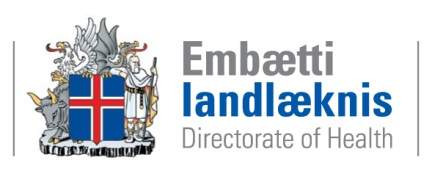 Embætti
landlæknis
Directorate of Health